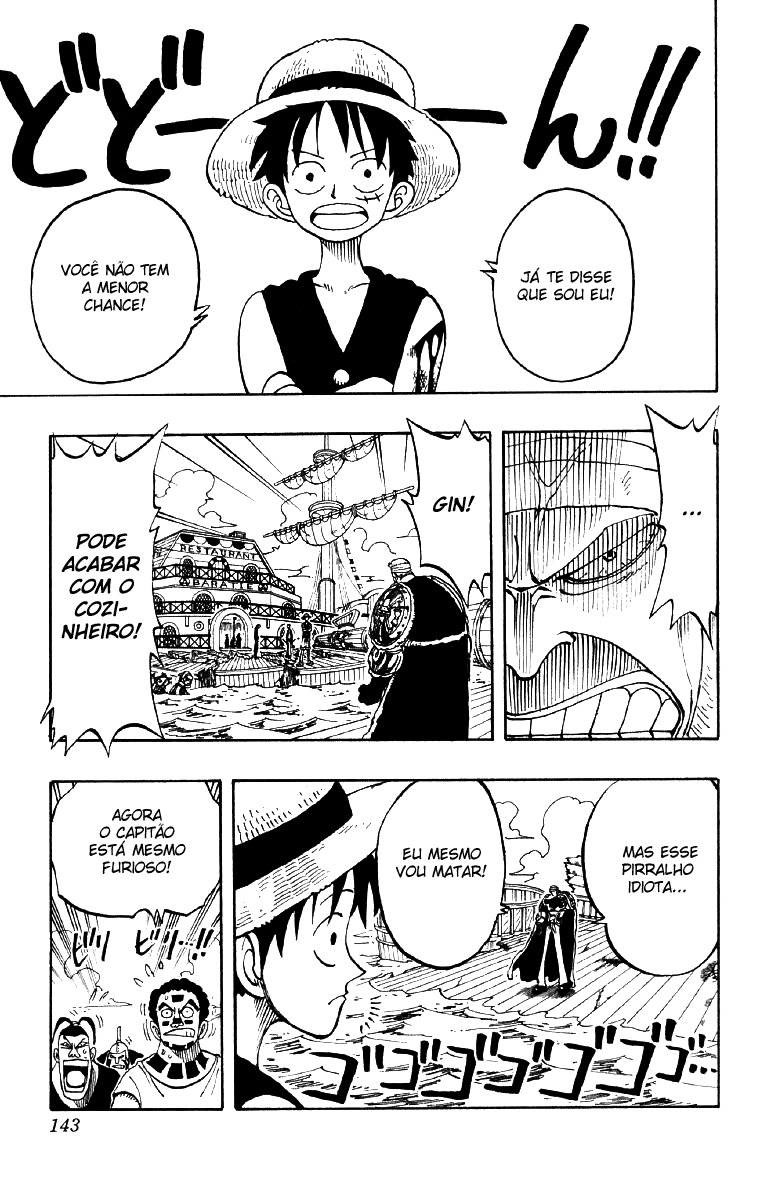 どどーん!!
JÁ TE DISSE
QUE SOU EU!
VOCÊ NÃO TEM
A MENOR
CHANCE!
...
GIN!
RESTAURANT
BARATIE
PODE
ACABAR
COM O
COZI-
NHEIRO!
MAS ESSE
PIRRALHO
IDIOTA...
EU MESMO
VOU MATAR!
ゴゴゴゴゴゴゴ...
AGORA
O CAPITÃO
ESTÁ MESMO
FURIOSO!
ビリビリ...!!
143